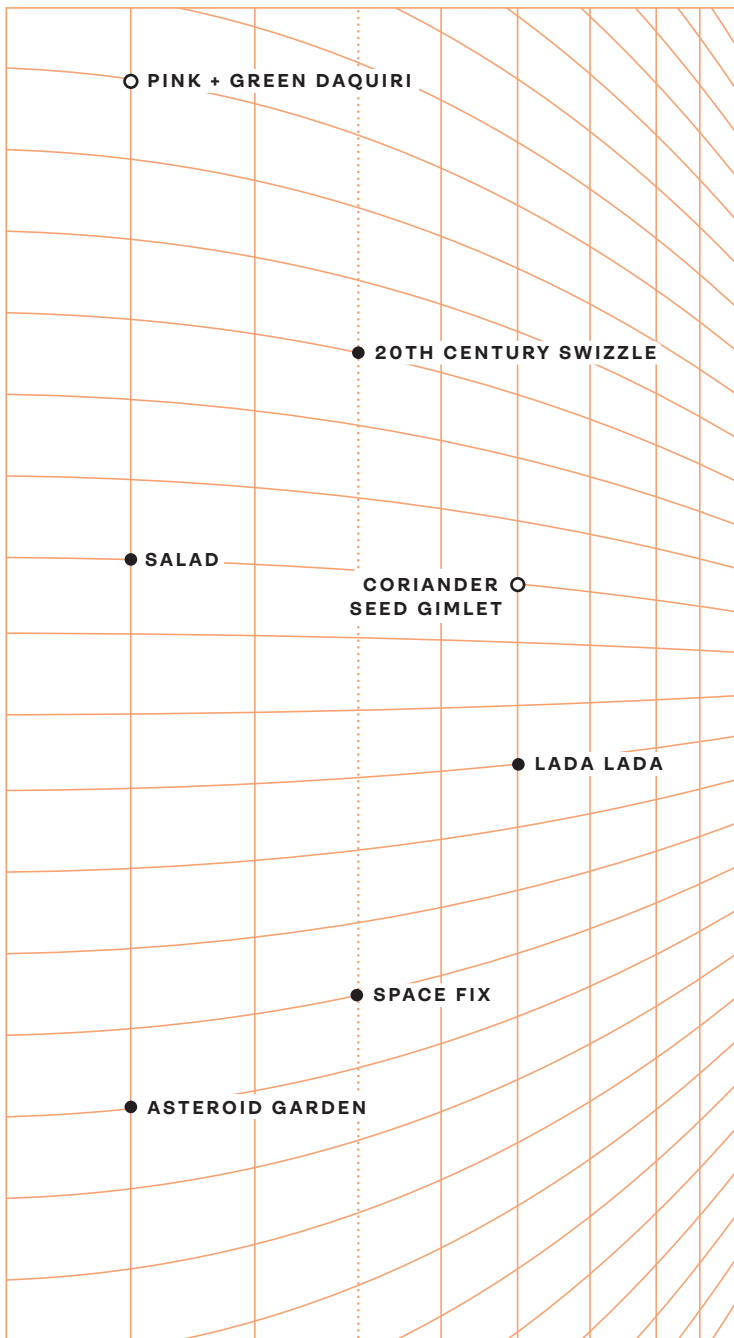 PINK + GREEN DAQUIRI
20TH CENTURY SWIZZLE
SALAD
CORIANDER
SEED GIMLET
LADA LADA
SPACE FIX
ASTEROID GARDEN